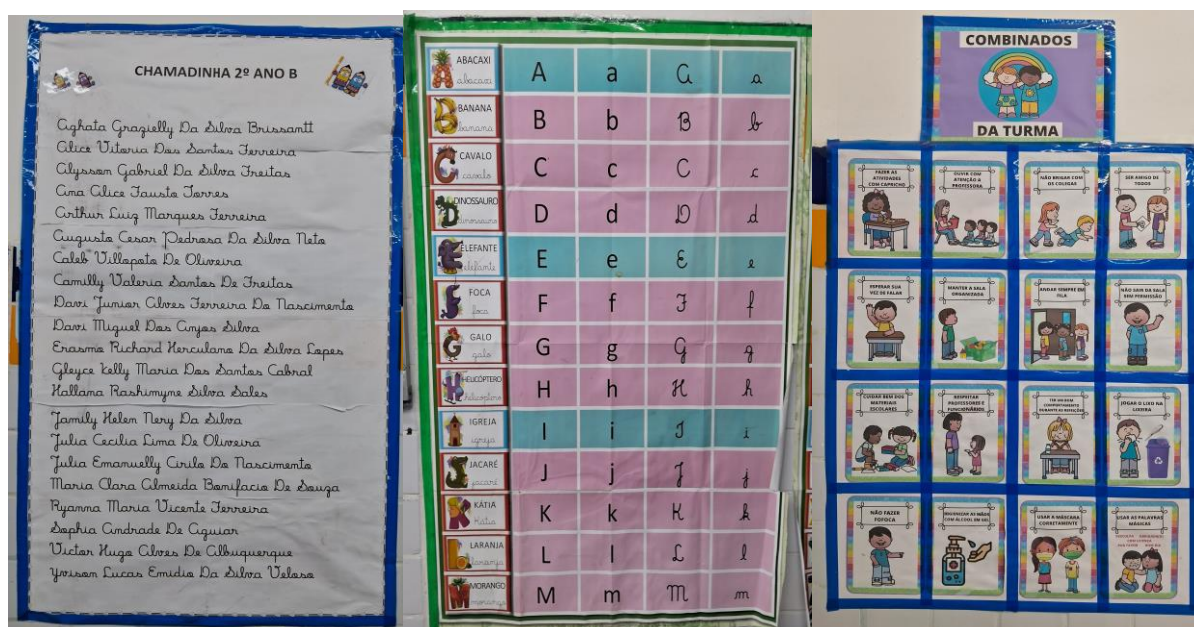 CHAMADINHA 2º ANO B
Aghata Grazielly Da Silva Brissantt
Alice Vitoria Dos Santos Ferreira
Alysson Gabriel Da Silva Freitas
Ana Alice Fausto Torres
Arthur Luiz Marques Ferreira
Augusto Cesar Pedrosa Da Silva Neto
Caleb Villopoto De Oliveira
Camilly Valeria Santos De Freitas
Davi Junior Alves Ferreira Do Nascimento
Davi Miguel Dos Anjos Silva
Erasmo Richard Herculano Da Silva Lopes
Gleyce Kelly Maria Dos Santos Cabral
Hallana Rashimyne Silva Sales
Jamily Helen Nery Da Silva
Julia Cecilia Lima De Oliveira
Julia Emanuelly Cirilo Do Nascimento
Maria Clara Almeida Bonifacio De Souza
Ryanna Maria Vicente Ferreira
Sophia Andrade De Aguiar
Victor Hugo Alves De Albuquerque
Yvison Lucas Emidio Da Silva Veloso
A ABACAXI abacaxi A a A a
B BANANA banana B b B b
C CAVALO cavalo C c C c
D DINOSSAURO dinossauro D d D d
E ELEFANTE elefante E e E e
F FOCA foca F f F f
G GALO galo G g G g
H HELICÓPTERO helicóptero H h H h
I IGREJA igreja I i I i
J JACARÉ jacaré J j J j
K KÁTIA Kátia K k K k
L LARANJA laranja L l L l
M MORANGO morango M m M m
COMBINADOS
DA TURMA
FAZER AS
ATIVIDADES
COM CAPRICHO
OUVIR COM
ATENÇÃO A
PROFESSORA
NÃO BRIGAR COM
OS COLEGAS
SER AMIGO DE
TODOS
ESPERAR SUA
VEZ DE FALAR
MANTER A SALA
ORGANIZADA
ANDAR SEMPRE EM
FILA
NÃO SAIR DA SALA
SEM PERMISSÃO
CUIDAR BEM DOS
MATERIAIS
ESCOLARES
RESPEITAR
PROFESSORES E
FUNCIONÁRIOS
TER UM BOM
COMPORTAMENTO
DURANTE AS REFEIÇÕES
JOGAR O LIXO NA
LIXEIRA
NÃO FAZER
FOFOCA
HIGIENIZAR AS MÃOS
COM ÁLCOOL EM GEL
USAR A MÁSCARA
CORRETAMENTE
USAR AS PALAVRAS
MÁGICAS